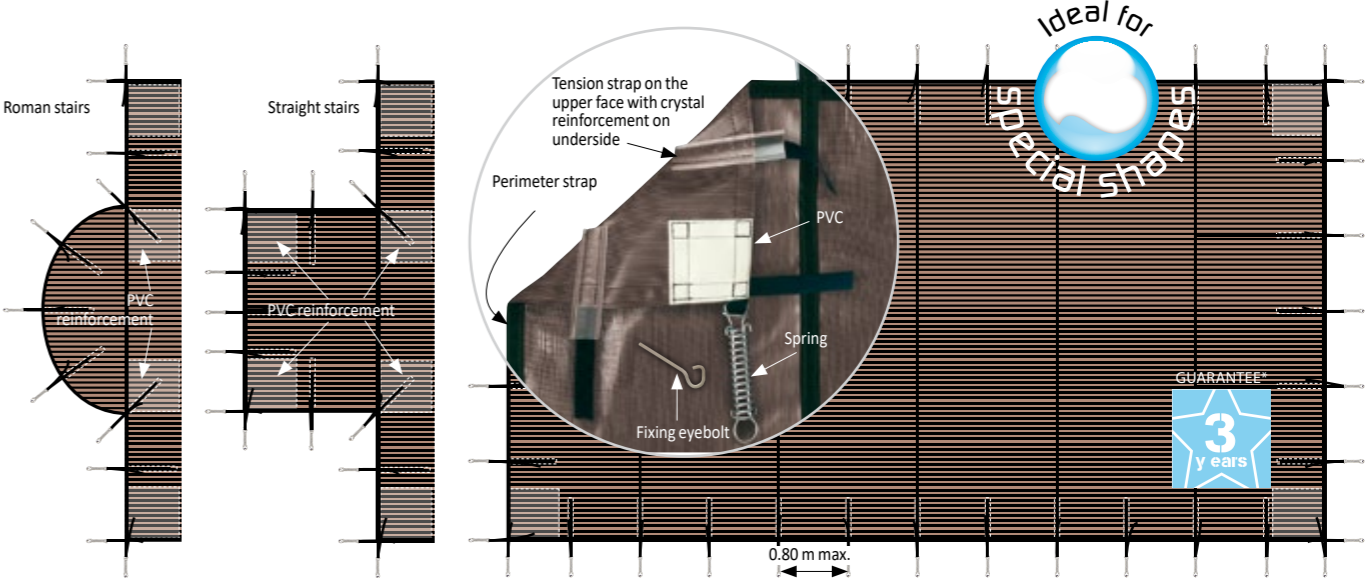 Ideal for
special shapes
Roman stairs
Straight stairs
Tension strap on the
upper face with crystal
reinforcement on
underside
Perimeter strap
PVC
PVC
reinforcement
PVC reinforcement
Spring
Fixing eyebolt
GUARANTEE*
3
y ears
0.80 m max.